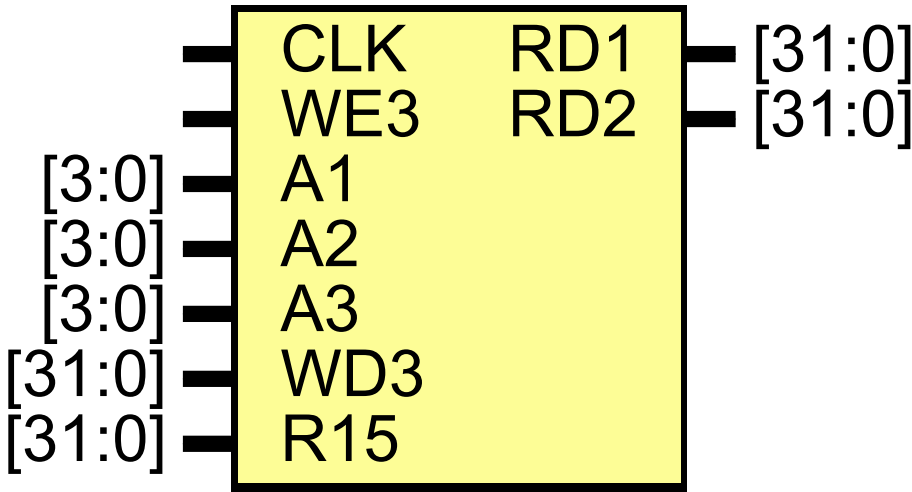 CLK RD1 [31:0]
WE3 RD2 [31:0]
[3:0] A1
[3:0] A2
[3:0] A3
[31:0] WD3
[31:0] R15